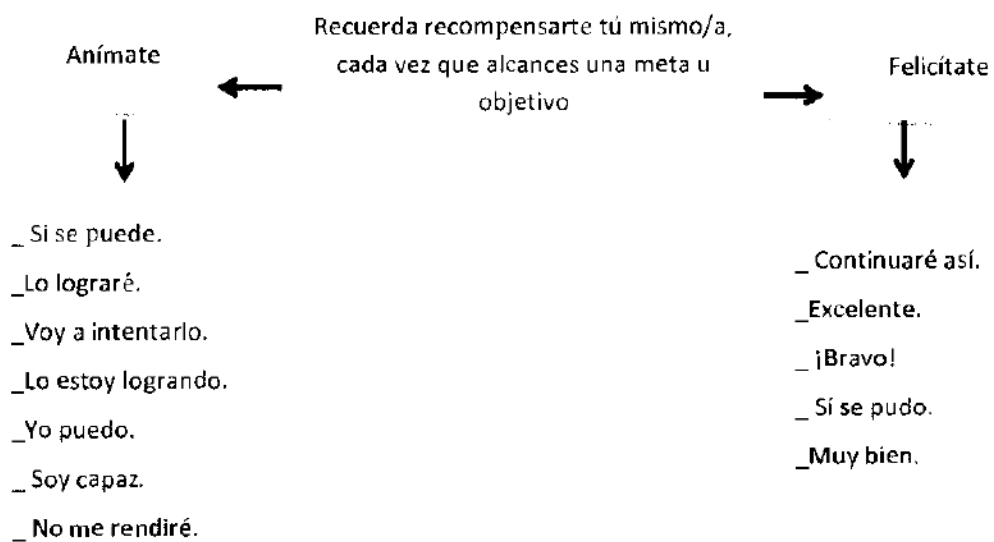 Recuerda recompensarte tú mismo/a,
cada vez que alcances una meta u
objetivo
Anímate
_ Si se puede.
_Lo lograré.
_Voy a intentarlo.
_Lo estoy logrando.
_Yo puedo.
_ Soy capaz.
_ No me rendiré.
Felicítate
_ Continuaré así.
_Excelente.
_ ¡Bravo!
_ Sí se pudo.
_Muy bien.